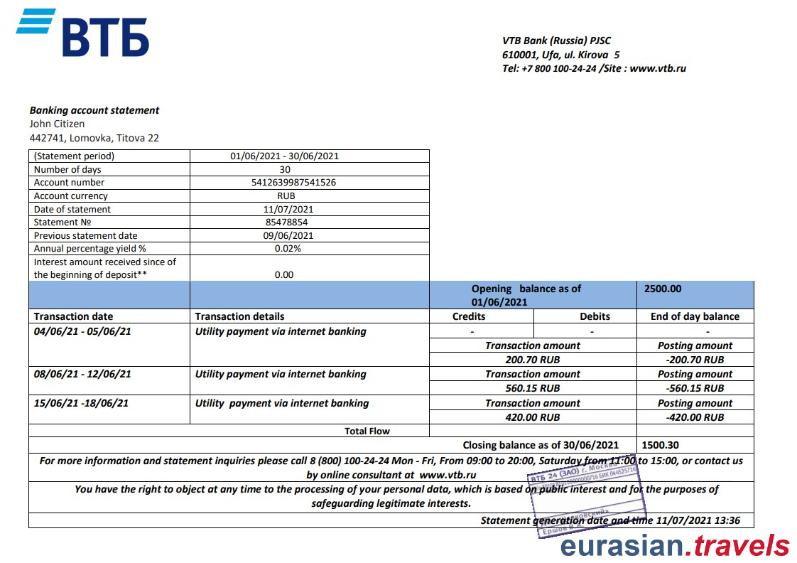 ВТБ
VTB Bank (Russia) PJSC
610001, Ufa, ul. Kirova 5
Tel: +7 800 100-24-24 /Site : www.vtb.ru
Banking account statement
John Citizen
442741, Lomovka, Titova 22
(Statement period) 01/06/2021 - 30/06/2021
Number of days 30
Account number 5412639987541526
Account currency RUB
Date of statement 11/07/2021
Statement № 85478854
Previous statement date 09/06/2021
Annual percentage yield % 0.02%
Interest amount received since of
the beginning of deposit** 0.00
Opening balance as of 2500.00
01/06/2021
Transaction date Transaction details Credits Debits End of day balance
04/06/21 - 05/06/21 Utility payment via internet banking - - -
Transaction amount Posting amount
200.70 RUB -200.70 RUB
08/06/21 - 12/06/21 Utility payment via internet banking Transaction amount Posting amount
560.15 RUB -560.15 RUB
15/06/21 -18/06/21 Utility payment via internet banking Transaction amount Posting amount
420.00 RUB -420.00 RUB
Total Flow
Closing balance as of 30/06/2021 1500.30
For more information and statement inquiries please call 8 (800) 100-24-24 Mon - Fri, From 09:00 to 20:00, Saturday from 11:00 to 15:00, or contact us
by online consultant at www.vtb.ru
ВТБ 24 (ЗАО) г.
You have the right to object at any time to the processing of your personal data, which is based on public interest and for the purposes of
safeguarding legitimate interests.
Statement generation date and time 11/07/2021 13:36
eurasian.travels